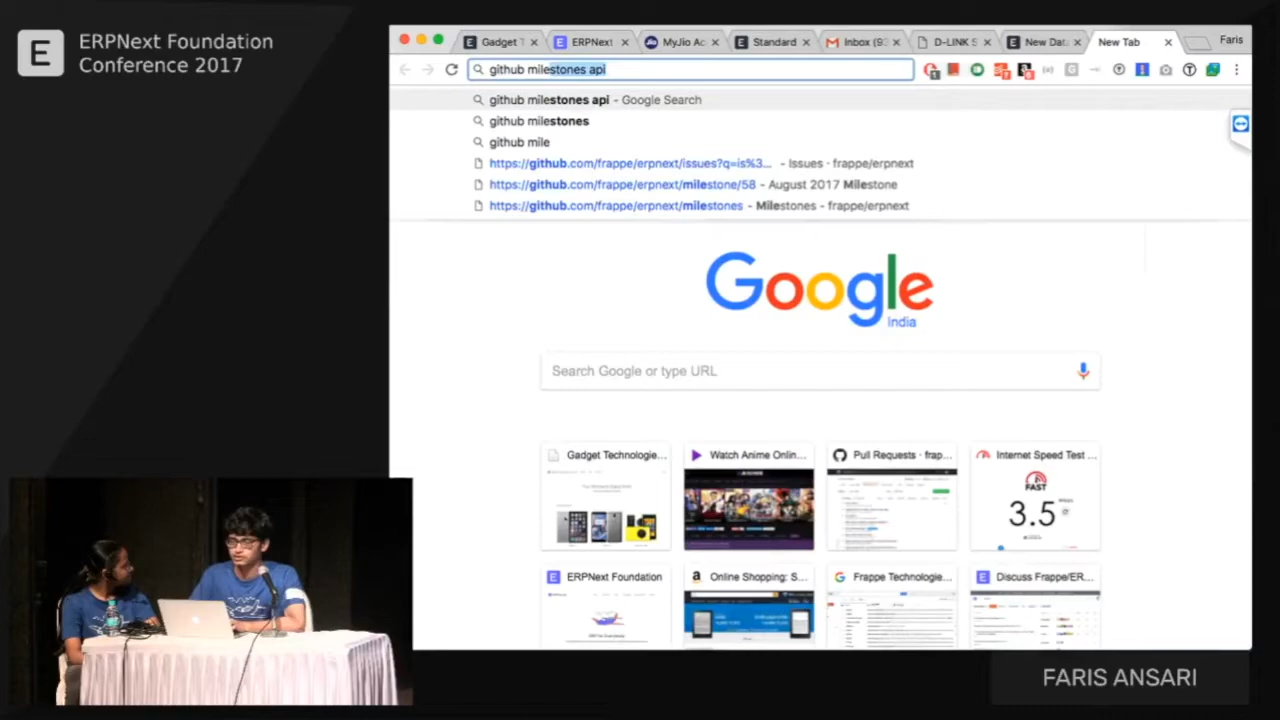 E
ERPNext Foundation
Conference 2017
Gadget T
ERPNext
MyJio Ac
Standard
Inbox (93
D-LINK S
New Data
New Tab
Faris
github milestones api
github milestones api - Google Search
github milestones
github mile
https://github.com/frappe/erpnext/issues?q=is%3... - Issues · frappe/erpnext
https://github.com/frappe/erpnext/milestone/58 - August 2017 Milestone
https://github.com/frappe/erpnext/milestones - Milestones - frappe/erpnext
Google
India
Search Google or type URL
Gadget Technologie...
Watch Anime Onlin...
Pull Requests · frap...
Internet Speed Test ...
FAST
3.5
ERPNext Foundation
Online Shopping: S...
Frappe Technologie...
Discuss Frappe/ER...
FARIS ANSARI